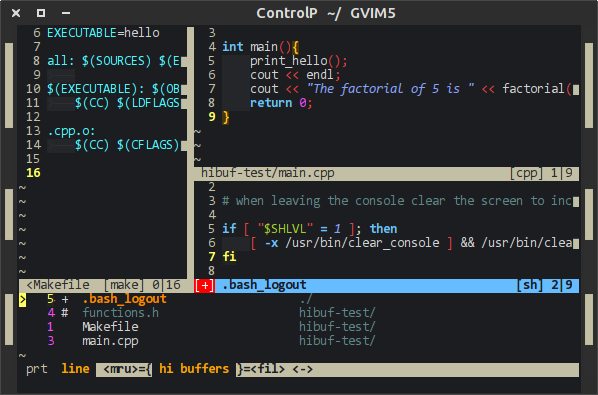 ControlP ~/ GVIM5
6 EXECUTABLE=hello
7
8 all: $(SOURCES) $(E
9
10 $(EXECUTABLE): $(OB
11 $(CC) $(LDFLAGS
12
13 .cpp.o:
14 $(CC) $(CFLAGS)
15
16
~
~
~
~
~
~
<Makefile [make] 0|16
3
4 int main(){
5 print_hello();
6 cout << endl;
7 cout << "The factorial of 5 is " << factorial(
8 return 0;
9 }
~
~
hibuf-test/main.cpp [cpp] 1|9
2
3 # when leaving the console clear the screen to inc
4
5 if [ "$SHLVL" = 1 ]; then
6 [ -x /usr/bin/clear_console ] && /usr/bin/clea
7 fi
8
[+] .bash_logout [sh] 2|9
> 5 + .bash_logout ./
4 # functions.h hibuf-test/
1 Makefile hibuf-test/
3 main.cpp hibuf-test/
~
prt line <mru>={ hi buffers }=<fil> <->